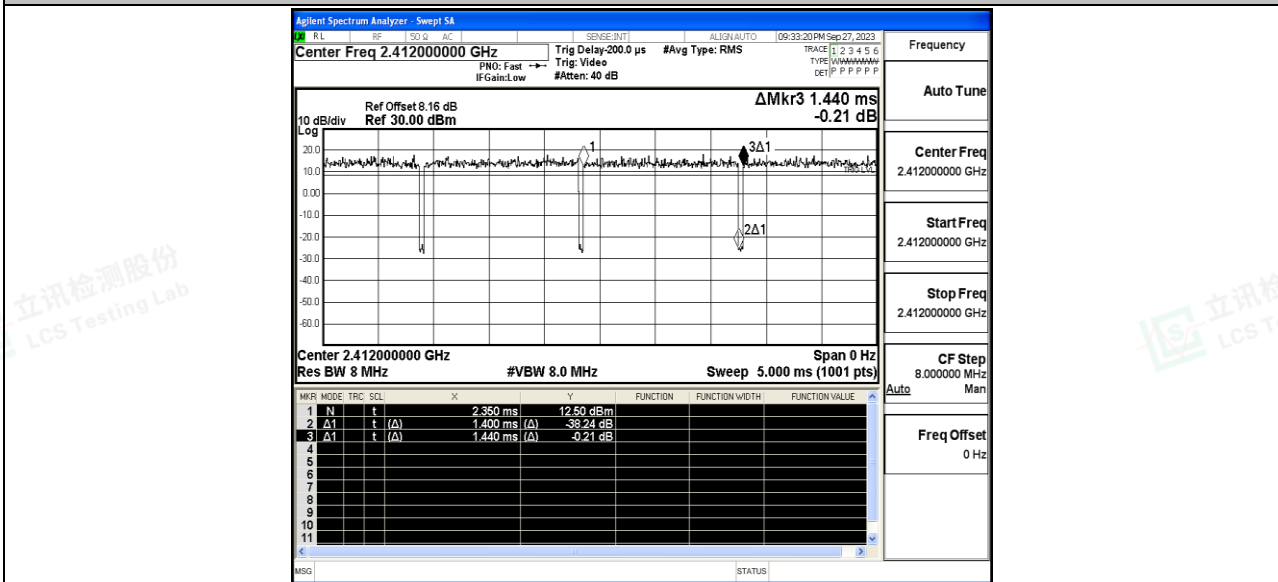 Agilent Spectrum Analyzer - Swept SA
RL RF 50 Ω AC SENSE:INT ALIGNAUTO 09:33:20 PM Sep 27, 2023
Center Freq 2.412000000 GHz
PNO: Fast
IFGain:Low
Trig Delay-200.0 µs
Trig: Video
#Atten: 40 dB
#Avg Type: RMS
TRACE 1 2 3 4 5 6
TYPE
DET P P P P P P
Frequency
Auto Tune
Center Freq
2.412000000 GHz
Start Freq
2.412000000 GHz
Stop Freq
2.412000000 GHz
CF Step
8.000000 MHz
Auto Man
Freq Offset
0 Hz
ΔMkr3 1.440 ms
-0.21 dB
Ref Offset 8.16 dB
10 dB/div Ref 30.00 dBm
Log
20.0
10.0
0.00
-10.0
-20.0
-30.0
-40.0
-50.0
-60.0
1
3Δ1
TRIG LVL
2Δ1
Center 2.412000000 GHz Span 0 Hz
Res BW 8 MHz #VBW 8.0 MHz Sweep 5.000 ms (1001 pts)
MKR MODE TRC SCL X Y FUNCTION FUNCTION WIDTH FUNCTION VALUE
1 N t 2.350 ms 12.50 dBm
2 Δ1 t (Δ) 1.400 ms (Δ) -38.24 dB
3 Δ1 t (Δ) 1.440 ms (Δ) -0.21 dB
4
5
6
7
8
9
10
11
MSG STATUS
立讯检测股份
LCS Testing Lab